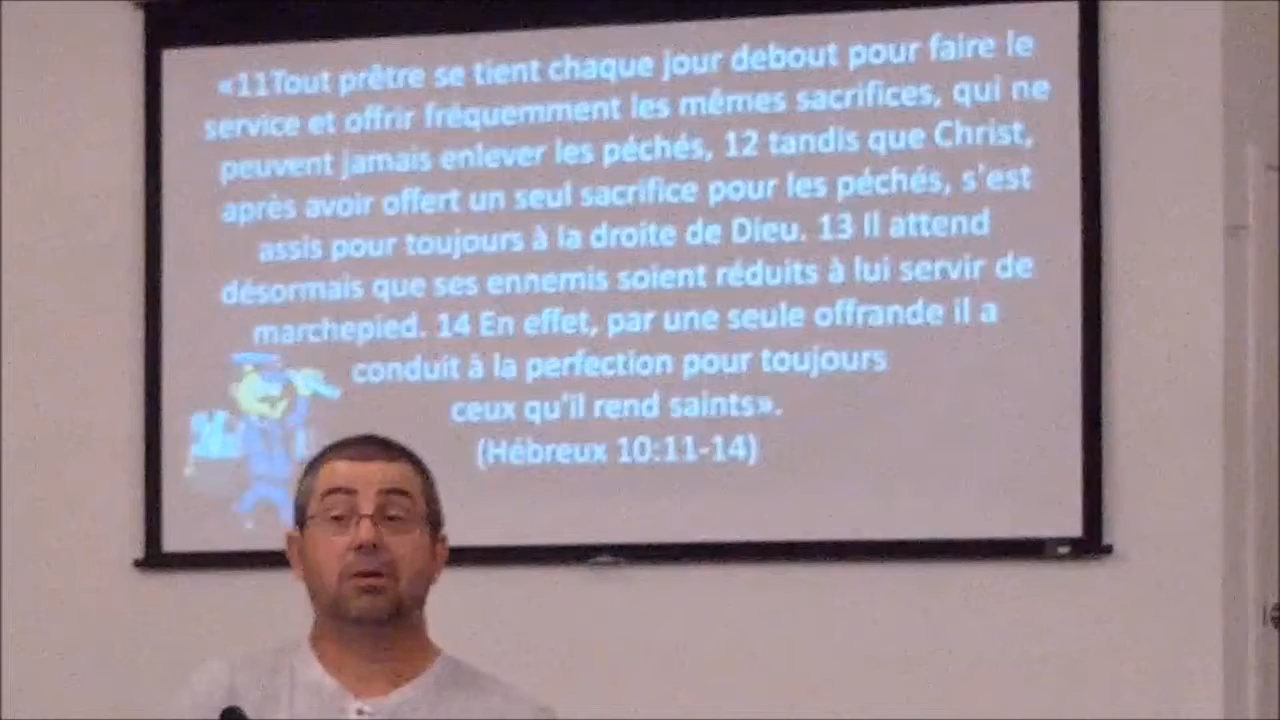 «11Tout prêtre se tient chaque jour debout pour faire le
service et offrir fréquemment les mêmes sacrifices, qui ne
peuvent jamais enlever les péchés, 12 tandis que Christ,
après avoir offert un seul sacrifice pour les péchés, s'est
assis pour toujours à la droite de Dieu. 13 Il attend
désormais que ses ennemis soient réduits à lui servir de
marchepied. 14 En effet, par une seule offrande il a
conduit à la perfection pour toujours
ceux qu'il rend saints».
(Hébreux 10:11-14)